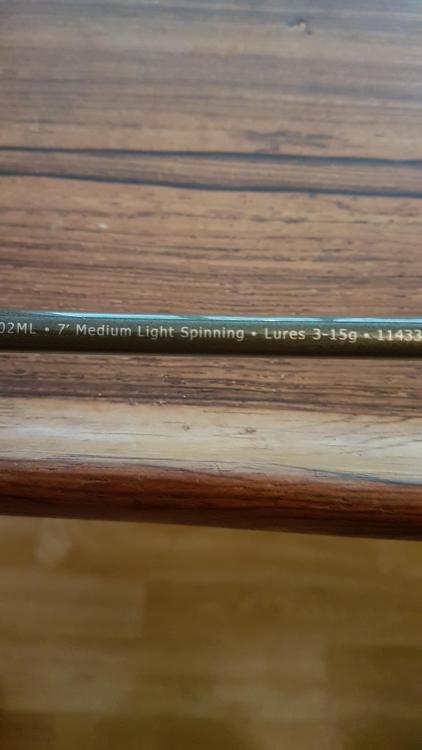 02ML • 7' Medium Light Spinning • Lures 3-15g • 11433